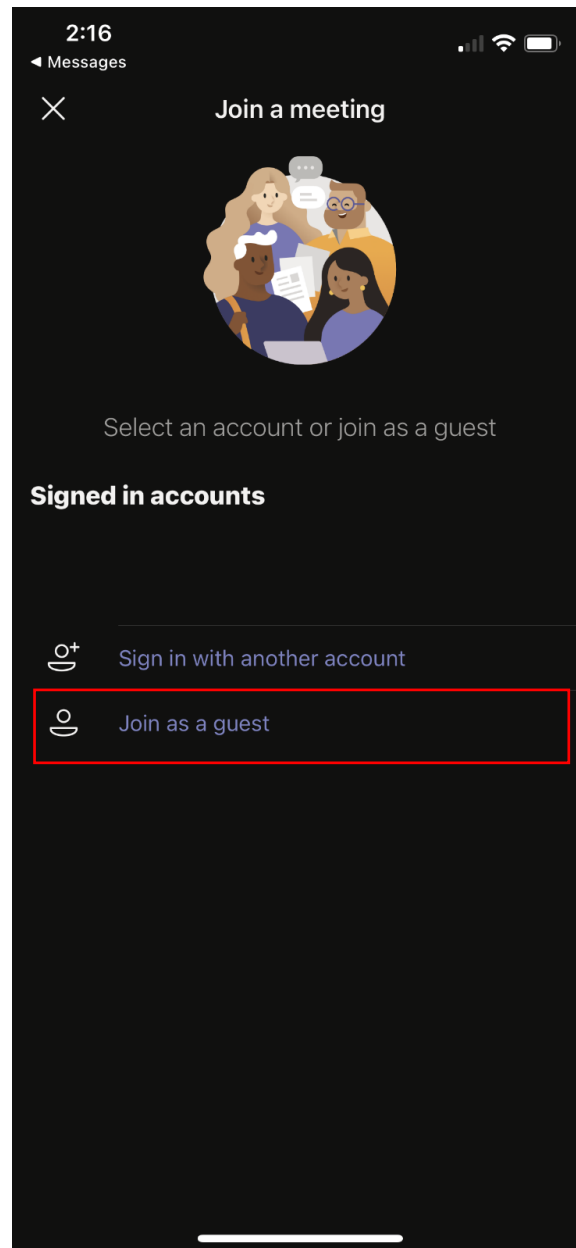 2:16
◀ Messages
Join a meeting
Select an account or join as a guest
Signed in accounts
Sign in with another account
Join as a guest